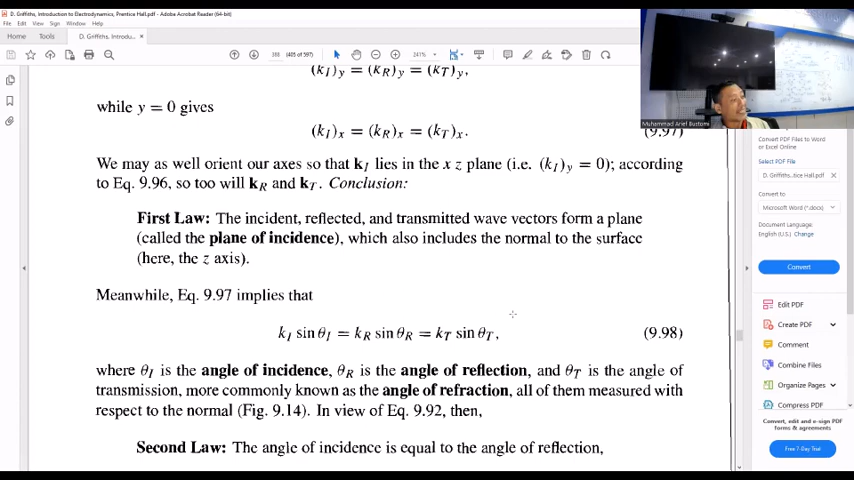 D. Griffiths, Introduction to Electrodynamics, Prentice Hall.pdf - Adobe Acrobat Reader (64-bit)
File Edit View Sign Window Help
Home Tools D. Griffiths, Introdu... ×
388 (405 of 597) 241%
(k_I)_y = (k_R)_y = (k_T)_y,
while y = 0 gives
(k_I)_x = (k_R)_x = (k_T)_x. (9.97)
We may as well orient our axes so that k_I lies in the x z plane (i.e. (k_I)_y = 0); according
to Eq. 9.96, so too will k_R and k_T. Conclusion:
First Law: The incident, reflected, and transmitted wave vectors form a plane
(called the plane of incidence), which also includes the normal to the surface
(here, the z axis).
Meanwhile, Eq. 9.97 implies that
k_I sin θ_I = k_R sin θ_R = k_T sin θ_T, (9.98)
where θ_I is the angle of incidence, θ_R is the angle of reflection, and θ_T is the angle of
transmission, more commonly known as the angle of refraction, all of them measured with
respect to the normal (Fig. 9.14). In view of Eq. 9.92, then,
Second Law: The angle of incidence is equal to the angle of reflection,
Muhammad Ariel Bustomi
Convert PDF Files to Word
or Excel Online
Select PDF File
D. Griffiths...tice Hall.pdf ×
Convert to
Microsoft Word (*.docx)
Document Language:
English (U.S.) Change
Convert
Edit PDF
Create PDF
Comment
Combine Files
Organize Pages
Compress PDF
Convert, edit and e-sign PDF
forms & agreements
Free 7-Day Trial